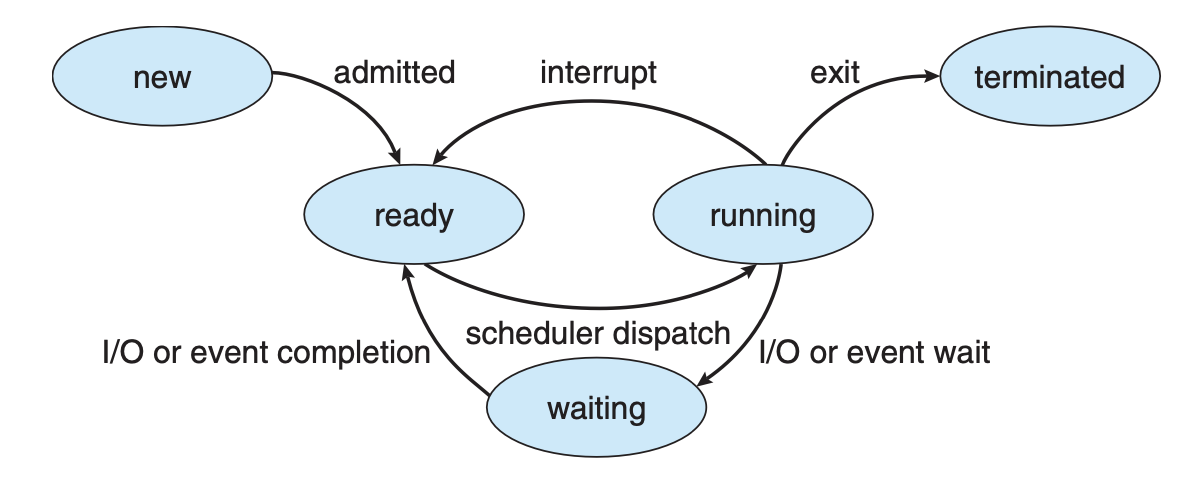 new
admitted
interrupt
exit
terminated
ready
running
scheduler dispatch
I/O or event completion
I/O or event wait
waiting